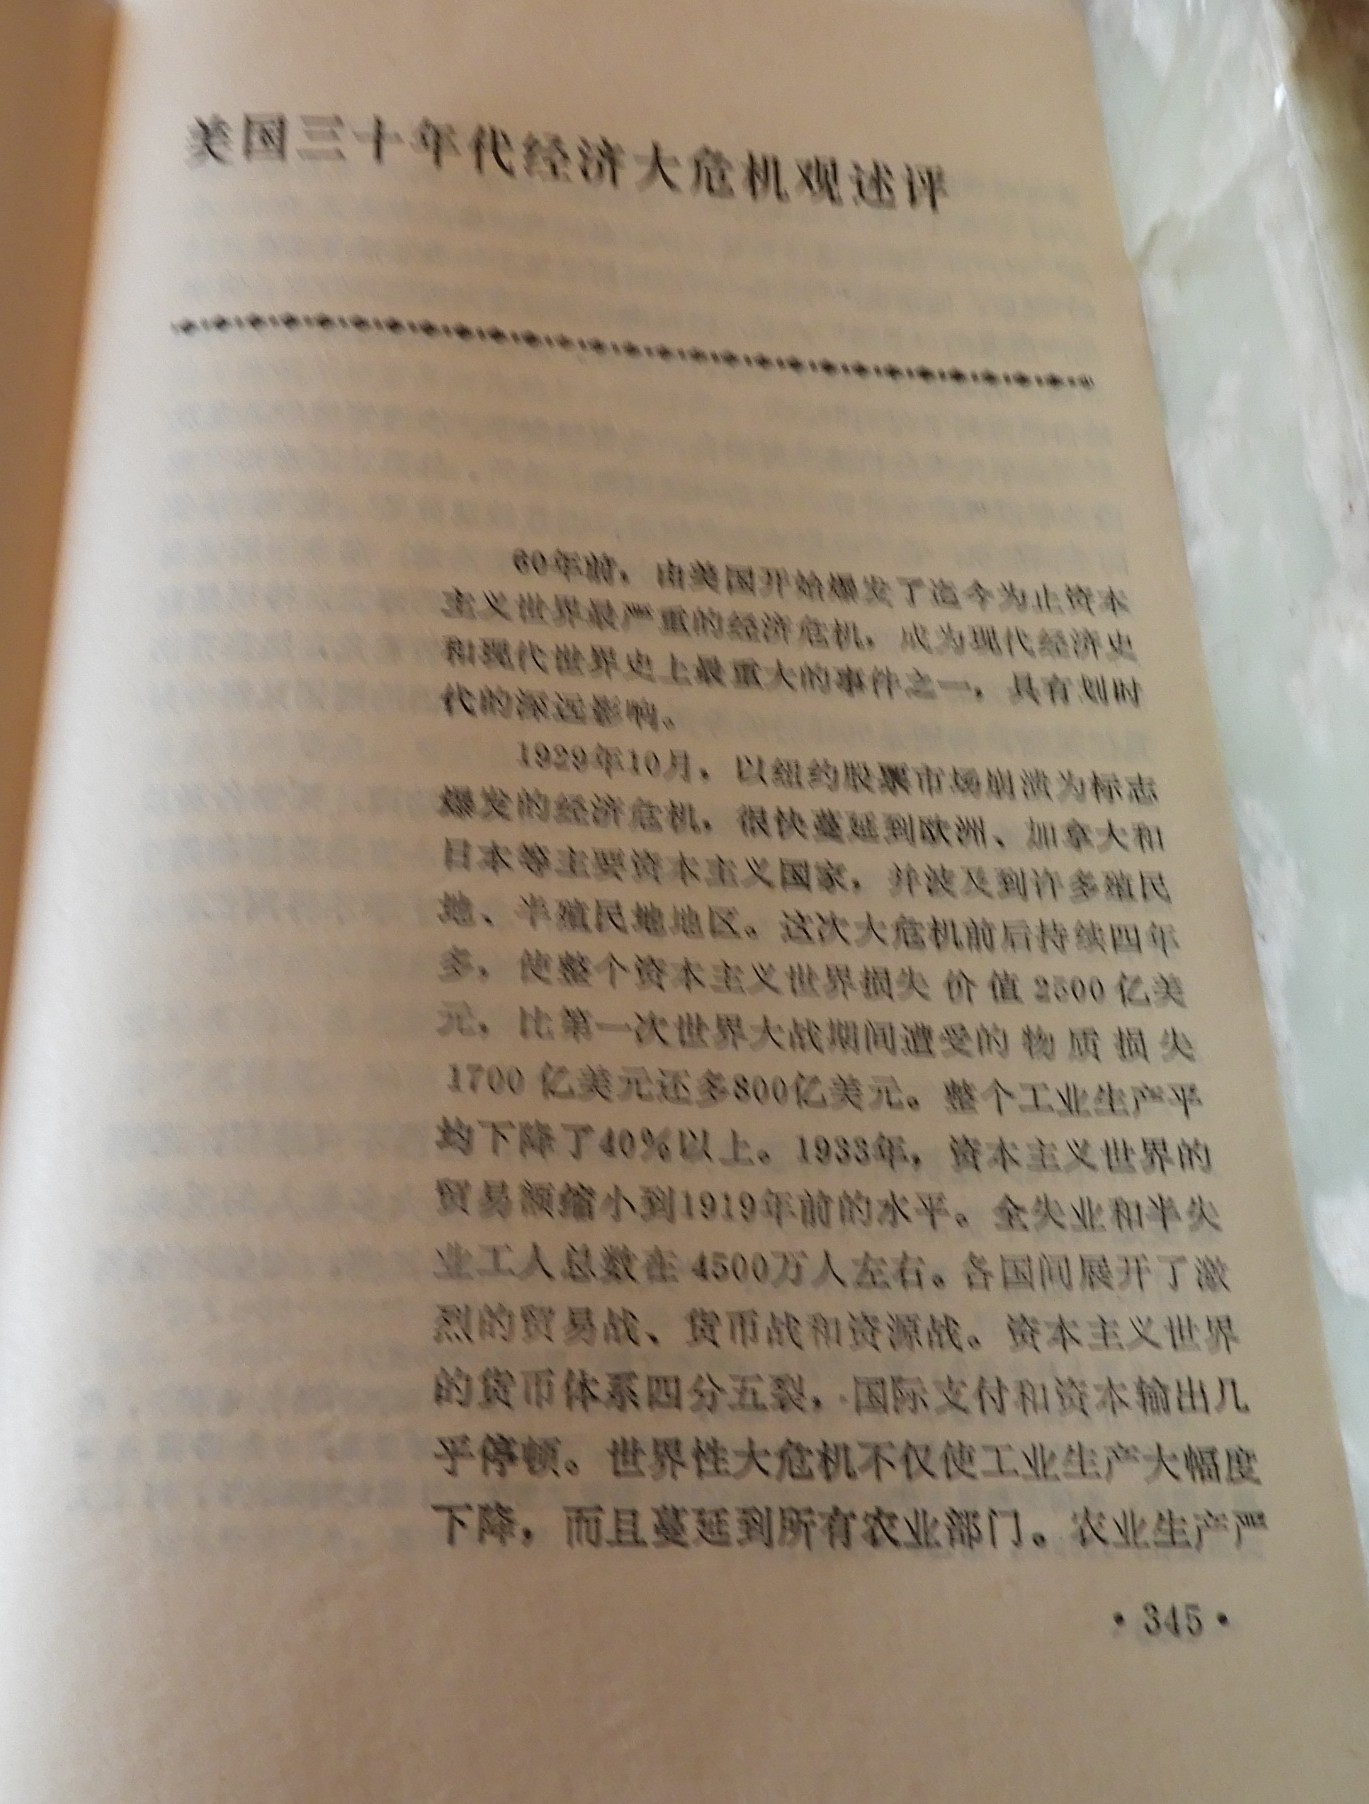 美国三十年代经济大危机观述评
60年前，由美国开始爆发了迄今为止资本
主义世界最严重的经济危机，成为现代经济史
和现代世界史上最重大的事件之一，具有划时
代的深远影响。
1929年10月，以纽约股票市场崩溃为标志
爆发的经济危机，很快蔓延到欧洲、加拿大和
日本等主要资本主义国家，并波及到许多殖民
地、半殖民地地区。这次大危机前后持续四年
多，使整个资本主义世界损失价值2500亿美
元，比第一次世界大战期间遭受的物质损失
1700亿美元还多800亿美元。整个工业生产平
均下降了40%以上。1933年，资本主义世界的
贸易额缩小到1919年前的水平。全失业和半失
业工人总数在4500万人左右。各国间展开了激
烈的贸易战、货币战和资源战。资本主义世界
的货币体系四分五裂，国际支付和资本输出几
乎停顿。世界性大危机不仅使工业生产大幅度
下降，而且蔓延到所有农业部门。农业生产严
·345·